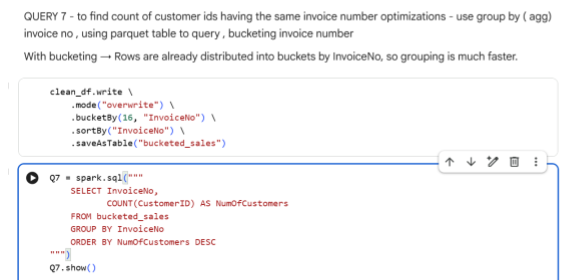 QUERY 7 - to find count of customer ids having the same invoice number optimizations - use group by ( agg)
invoice no , using parquet table to query , bucketing invoice number
With bucketing → Rows are already distributed into buckets by InvoiceNo, so grouping is much faster.
clean_df.write \
.mode("overwrite") \
.bucketBy(16, "InvoiceNo") \
.sortBy("InvoiceNo") \
.saveAsTable("bucketed_sales")
Q7 = spark.sql("""
SELECT InvoiceNo,
COUNT(CustomerID) AS NumOfCustomers
FROM bucketed_sales
GROUP BY InvoiceNo
ORDER BY NumOfCustomers DESC
""")
Q7.show()